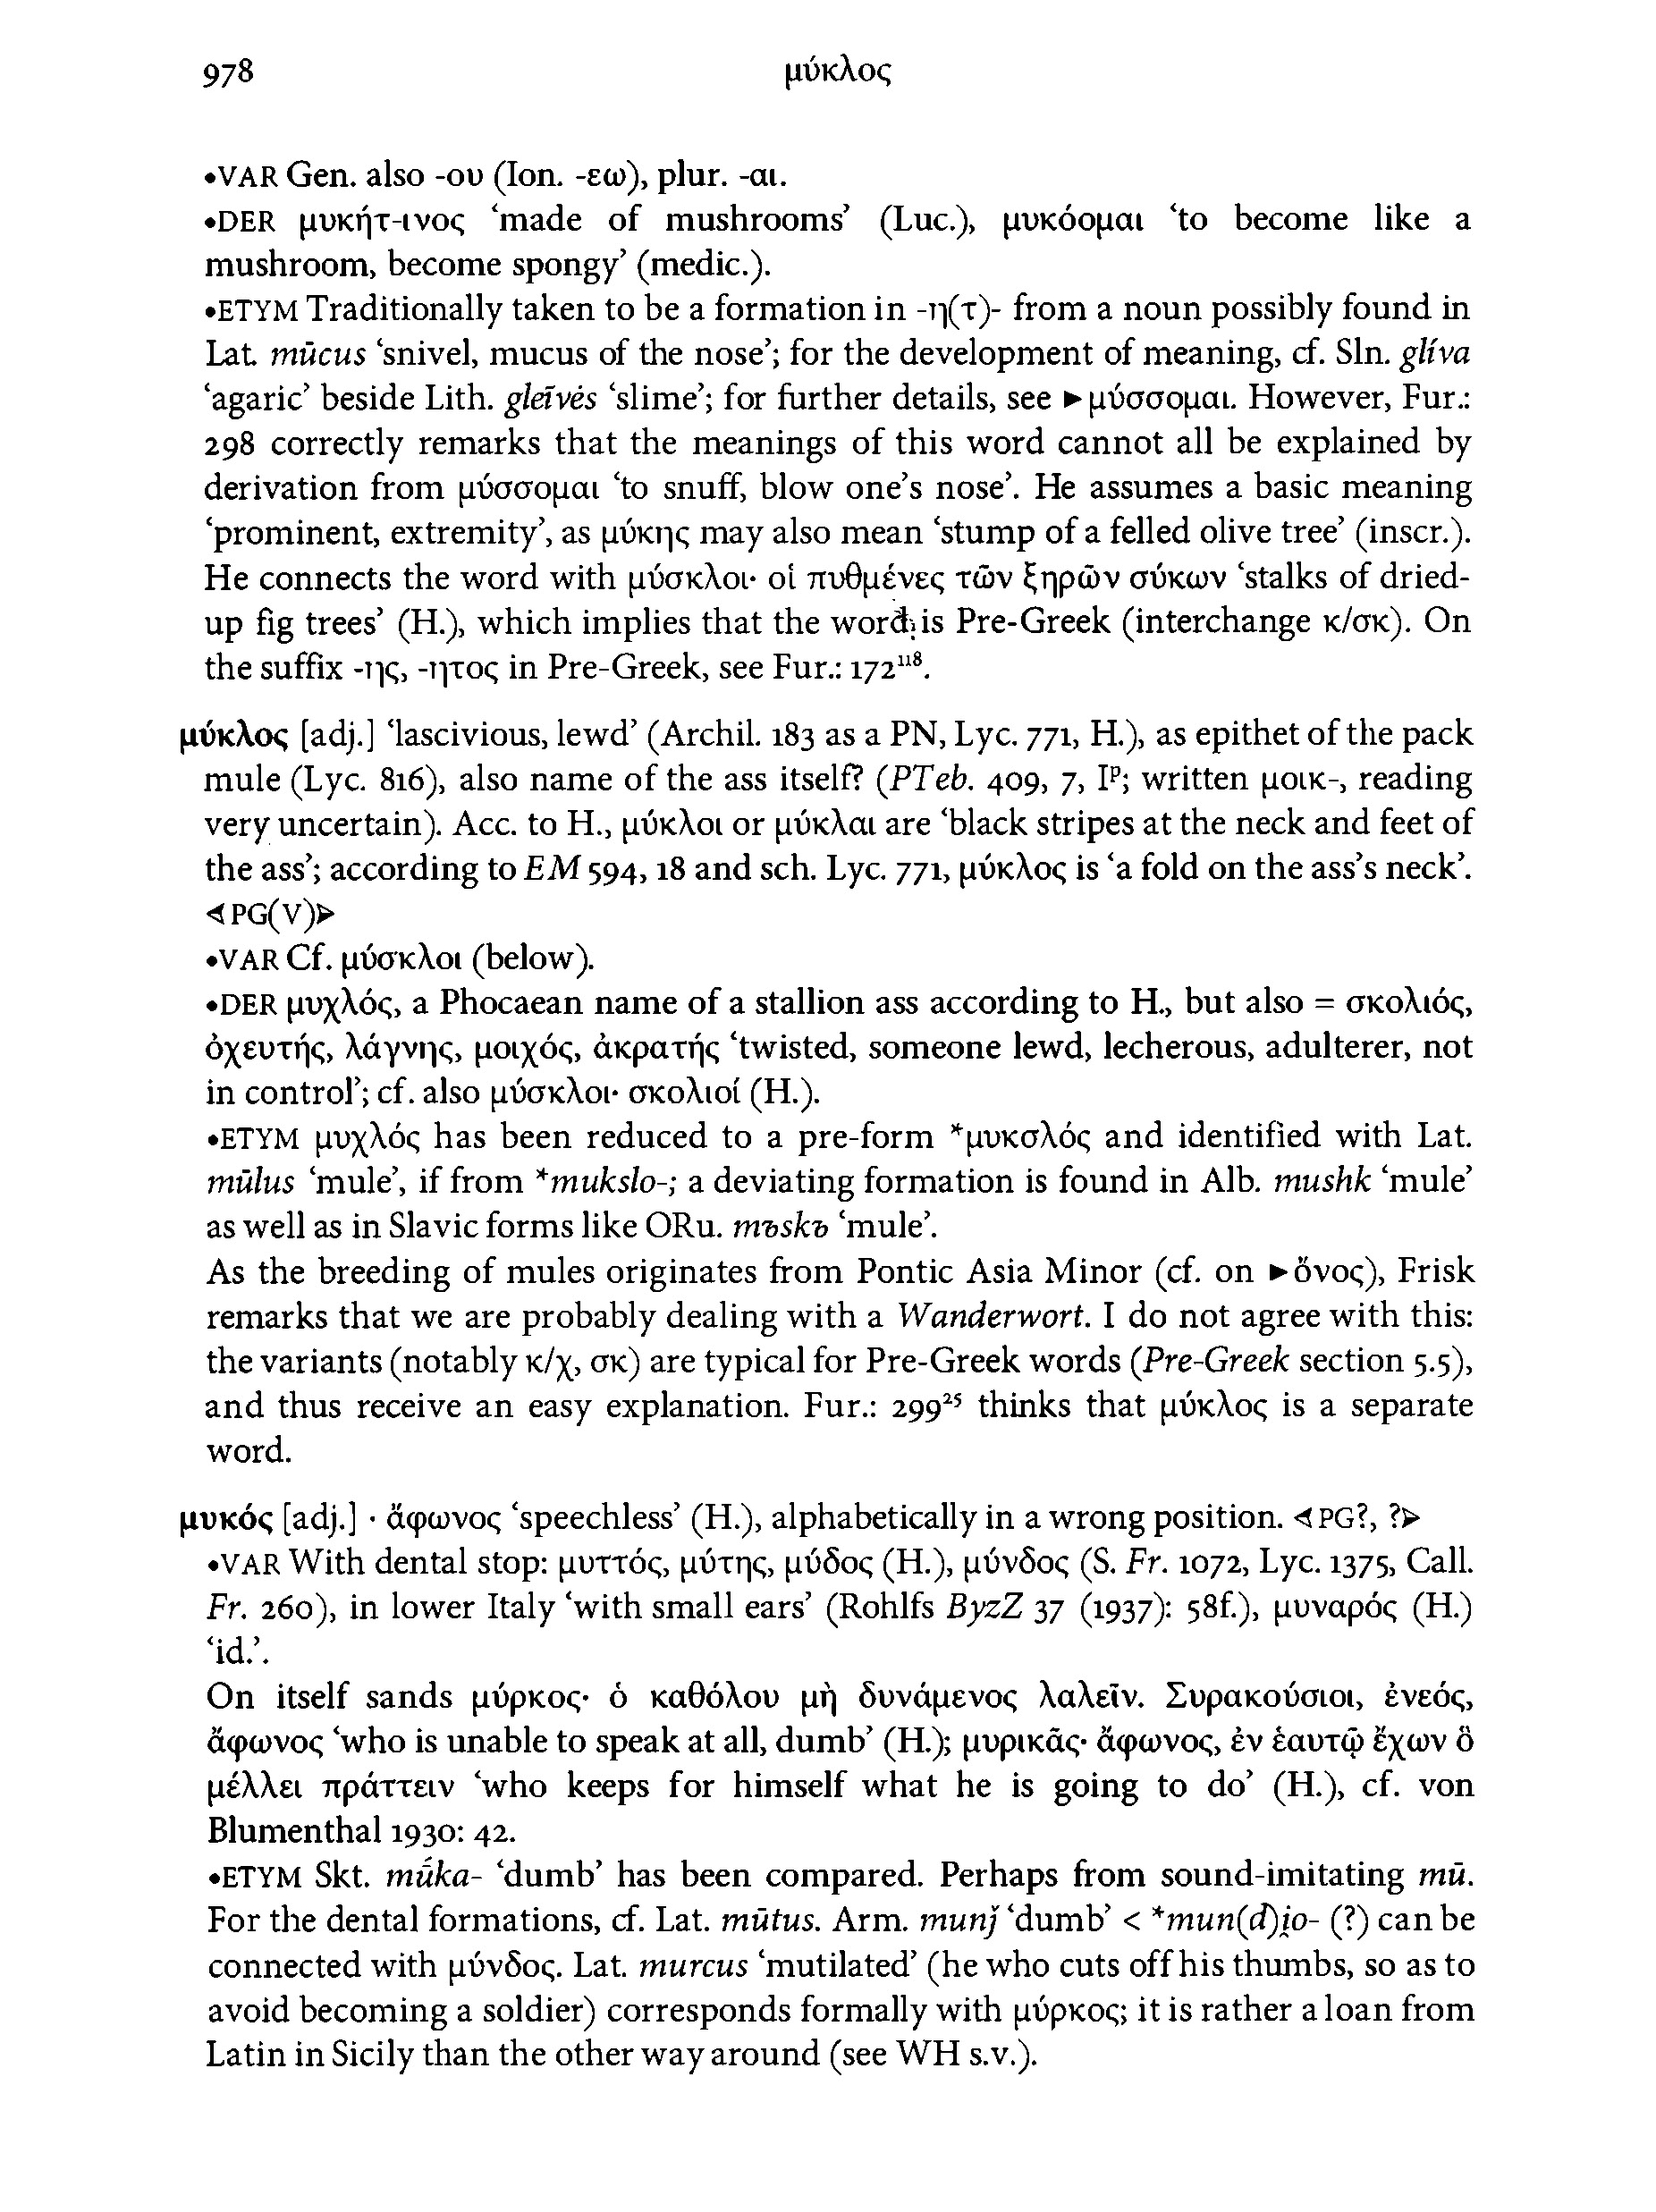 978 μύκλος
•VAR Gen. also -ου (Ion. -εω), plur. -αι.
•DER μυκήτ-ινος ‘made of mushrooms’ (Luc.), μυκόομαι ‘to become like a
mushroom, become spongy’ (medic.).
•ETYM Traditionally taken to be a formation in -η(τ)- from a noun possibly found in
Lat. mūcus ‘snivel, mucus of the nose’; for the development of meaning, cf. Sln. glíva
‘agaric’ beside Lith. gleĩvės ‘slime’; for further details, see ►μύσσομαι. However, Fur.:
298 correctly remarks that the meanings of this word cannot all be explained by
derivation from μύσσομαι ‘to snuff, blow one’s nose’. He assumes a basic meaning
‘prominent, extremity’, as μύκης may also mean ‘stump of a felled olive tree’ (inscr.).
He connects the word with μύσκλοι· οἱ πυθμένες τῶν ξηρῶν σύκων ‘stalks of dried-
up fig trees’ (H.), which implies that the word is Pre-Greek (interchange κ/σκ). On
the suffix -ης, -ητος in Pre-Greek, see Fur.: 172¹¹⁸.
μύκλος [adj.] ‘lascivious, lewd’ (Archil. 183 as a PN, Lyc. 771, H.), as epithet of the pack
mule (Lyc. 816), also name of the ass itself? (PTeb. 409, 7, Iᵖ; written μοικ-, reading
very uncertain). Acc. to H., μύκλοι or μύκλαι are ‘black stripes at the neck and feet of
the ass’; according to EM 594, 18 and sch. Lyc. 771, μύκλος is ‘a fold on the ass’s neck’.
◄PG(V)►
•VAR Cf. μύσκλοι (below).
•DER μυχλός, a Phocaean name of a stallion ass according to H., but also = σκολιός,
ὀχευτής, λάγνης, μοιχός, ἀκρατής ‘twisted, someone lewd, lecherous, adulterer, not
in control’; cf. also μύσκλοι· σκολιοί (H.).
•ETYM μυχλός has been reduced to a pre-form *μυκσλός and identified with Lat.
mūlus ‘mule’, if from *mukslo-; a deviating formation is found in Alb. mushk ‘mule’
as well as in Slavic forms like ORu. mъskъ ‘mule’.
As the breeding of mules originates from Pontic Asia Minor (cf. on ►ὄνος), Frisk
remarks that we are probably dealing with a Wanderwort. I do not agree with this:
the variants (notably κ/χ, σκ) are typical for Pre-Greek words (Pre-Greek section 5.5),
and thus receive an easy explanation. Fur.: 299²⁵ thinks that μύκλος is a separate
word.
μυκός [adj.] · ἄφωνος ‘speechless’ (H.), alphabetically in a wrong position. ◄PG?, ?►
•VAR With dental stop: μυττός, μύτης, μύδος (H.), μύνδος (S. Fr. 1072, Lyc. 1375, Call.
Fr. 260), in lower Italy ‘with small ears’ (Rohlfs ByzZ 37 (1937): 58f.), μυναρός (H.)
‘id.’.
On itself sands μύρκος· ὁ καθόλου μὴ δυνάμενος λαλεῖν. Συρακούσιοι, ἐνεός,
ἄφωνος ‘who is unable to speak at all, dumb’ (H.); μυρικᾶς· ἄφωνος, ἐν ἑαυτῷ ἔχων ὃ
μέλλει πράττειν ‘who keeps for himself what he is going to do’ (H.), cf. von
Blumenthal 1930: 42.
•ETYM Skt. mū́ka- ‘dumb’ has been compared. Perhaps from sound-imitating mū.
For the dental formations, cf. Lat. mūtus. Arm. munǰ ‘dumb’ < *mun(d)i̯o- (?) can be
connected with μύνδος. Lat. murcus ‘mutilated’ (he who cuts off his thumbs, so as to
avoid becoming a soldier) corresponds formally with μύρκος; it is rather a loan from
Latin in Sicily than the other way around (see WH s.v.).